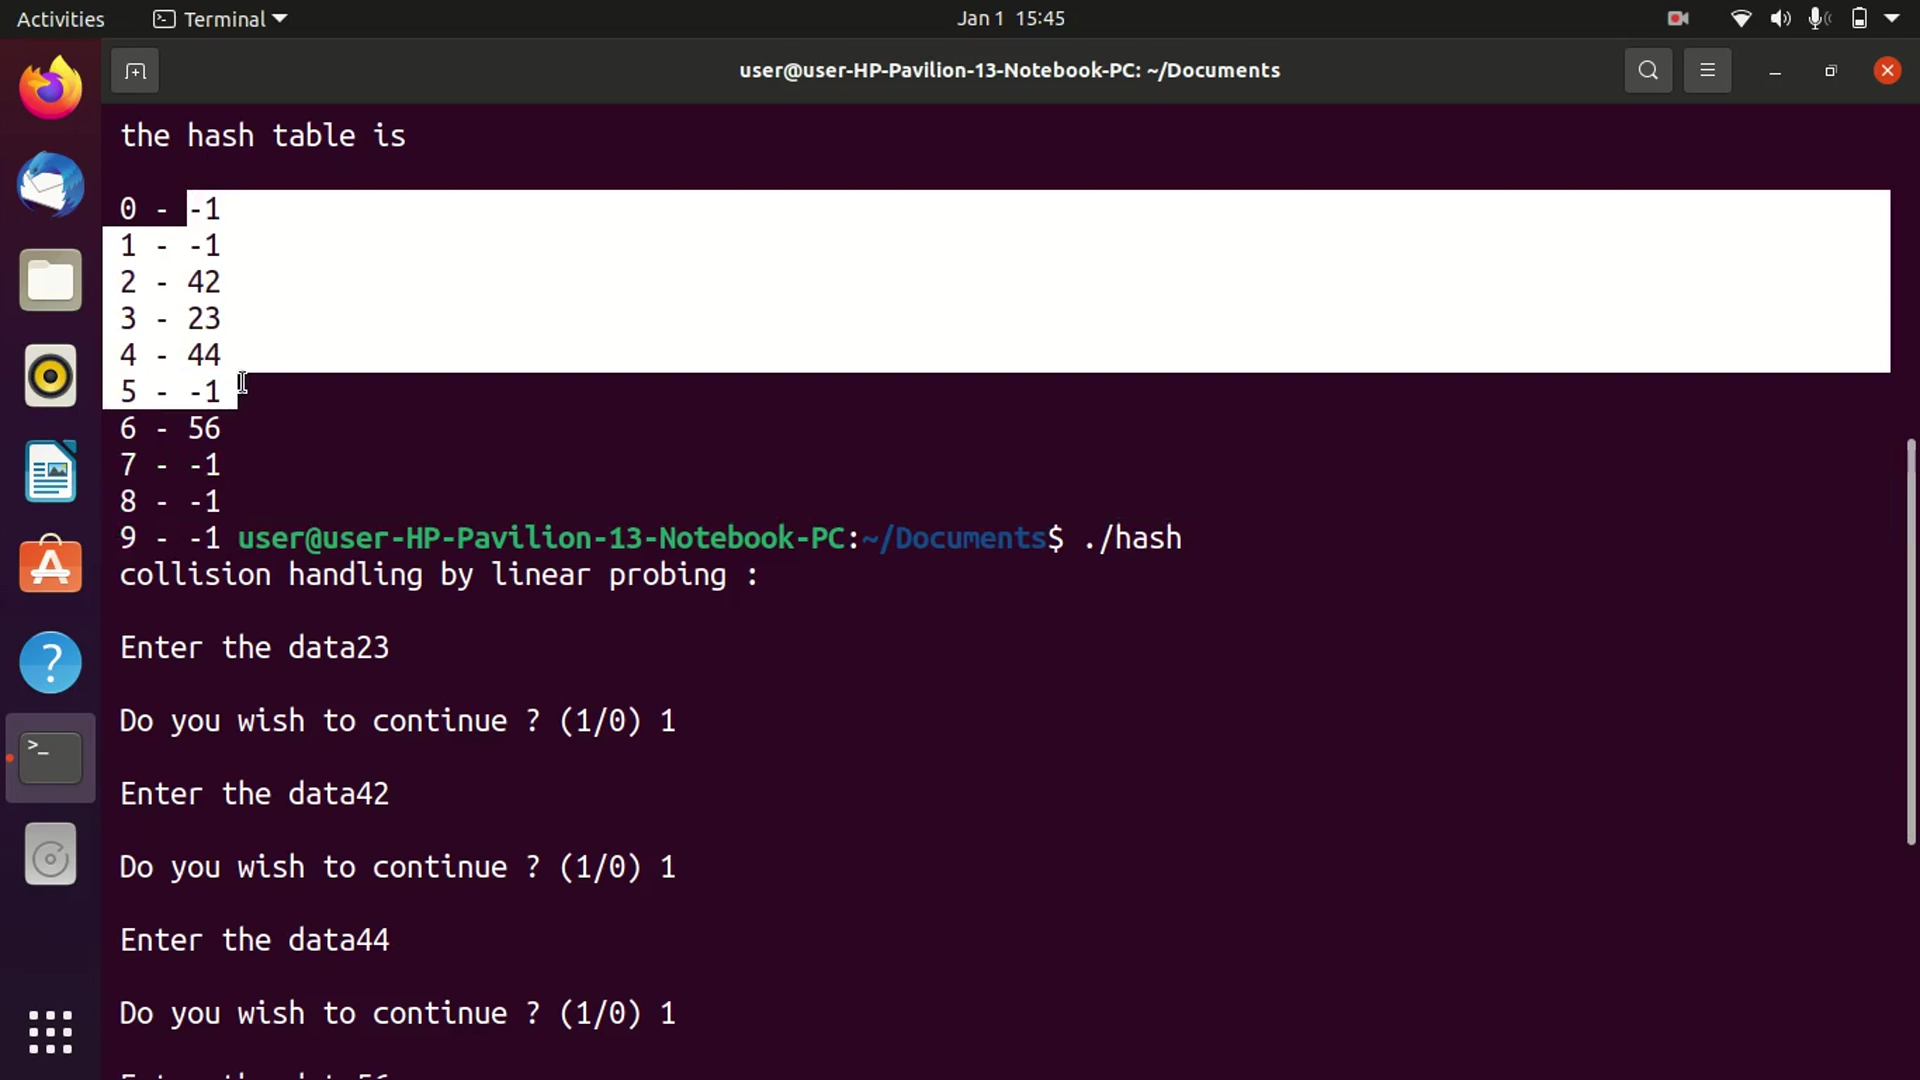 Activities Terminal Jan 1 15:45
user@user-HP-Pavilion-13-Notebook-PC: ~/Documents
the hash table is
0 - -1
1 - -1
2 - 42
3 - 23
4 - 44
5 - -1
6 - 56
7 - -1
8 - -1
9 - -1 user@user-HP-Pavilion-13-Notebook-PC:~/Documents$ ./hash
collision handling by linear probing :
Enter the data23
Do you wish to continue ? (1/0) 1
Enter the data42
Do you wish to continue ? (1/0) 1
Enter the data44
Do you wish to continue ? (1/0) 1
Enter the data56